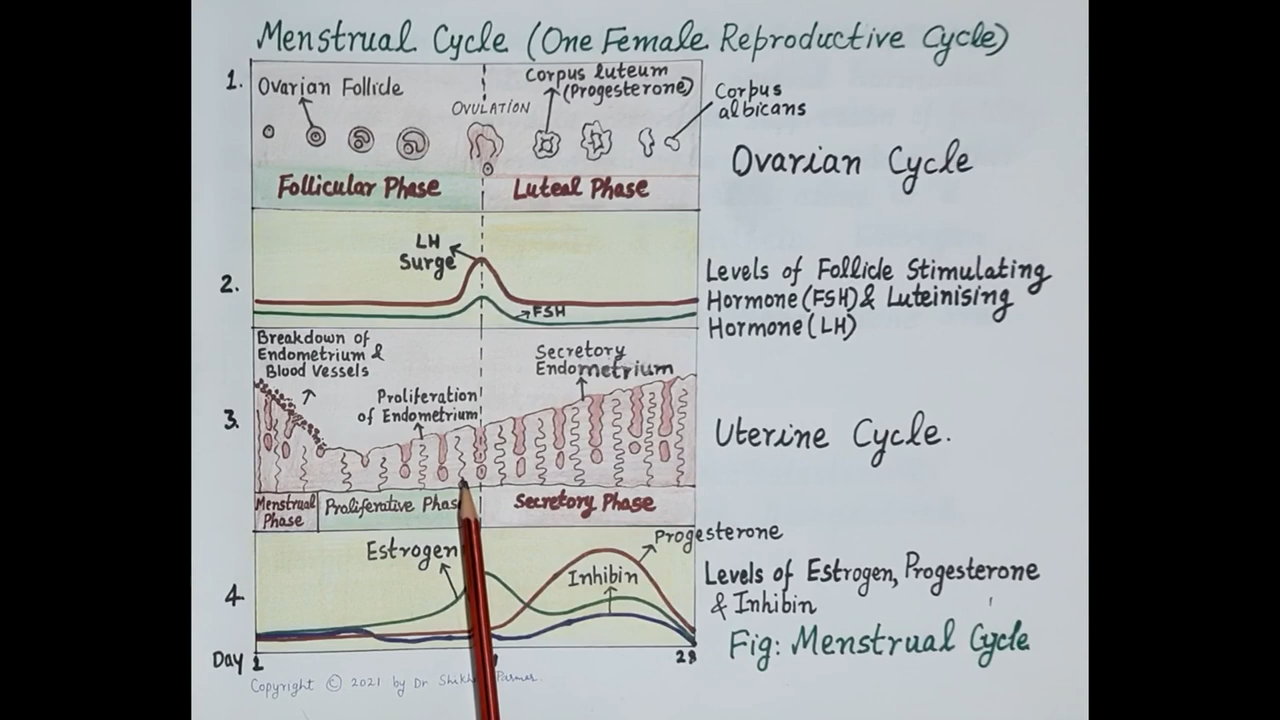 Menstrual Cycle (One Female Reproductive Cycle)
1.
Ovarian Follicle
OVULATION
Corpus luteum
(Progesterone)
Corpus
albicans
Ovarian Cycle
Follicular Phase
Luteal Phase
2.
LH
Surge
FSH
Levels of Follicle Stimulating
Hormone (FSH) & Luteinising
Hormone (LH)
3.
Breakdown of
Endometrium &
Blood Vessels
Proliferation
of Endometrium
Secretory
Endometrium
Uterine Cycle.
Menstrual
Phase
Proliferative Phas
Secretory Phase
4
Estrogen
Inhibin
Progesterone
Levels of Estrogen, Progesterone
& Inhibin
Fig: Menstrual Cycle
Day 1
28
Copyright © 2021 by Dr Shikh Parmar.